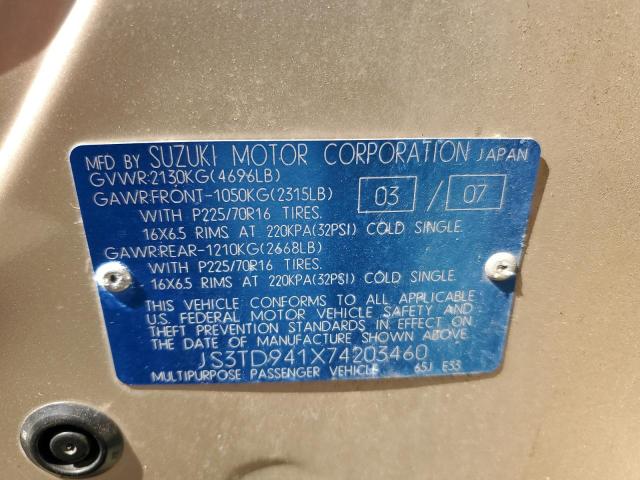 MFD BY SUZUKI MOTOR CORPORATION JAPAN
GVWR:2130KG(4696LB)
GAWR:FRONT-1050KG(2315LB) 03 / 07
WITH P225/70R16 TIRES.
16X6.5 RIMS AT 220KPA(32PSI) COLD SINGLE.
GAWR:REAR-1210KG(2668LB)
WITH P225/70R16 TIRES.
16X6.5 RIMS AT 220KPA(32PSI) COLD SINGLE.
THIS VEHICLE CONFORMS TO ALL APPLICABLE
U.S. FEDERAL MOTOR VEHICLE SAFETY AND
THEFT PREVENTION STANDARDS IN EFFECT ON
THE DATE OF MANUFACTURE SHOWN ABOVE.
JS3TD941X74203460
MULTIPURPOSE PASSENGER VEHICLE 65J E33